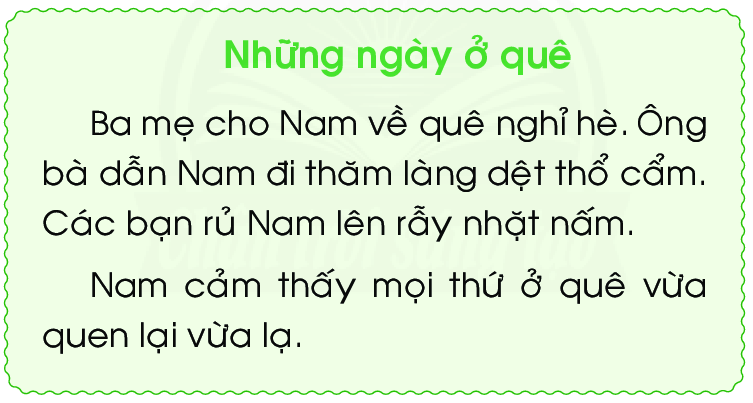 Những ngày ở quê
Ba mẹ cho Nam về quê nghỉ hè. Ông
bà dẫn Nam đi thăm làng dệt thổ cẩm.
Các bạn rủ Nam lên rẫy nhặt nấm.
Nam cảm thấy mọi thứ ở quê vừa
quen lại vừa lạ.